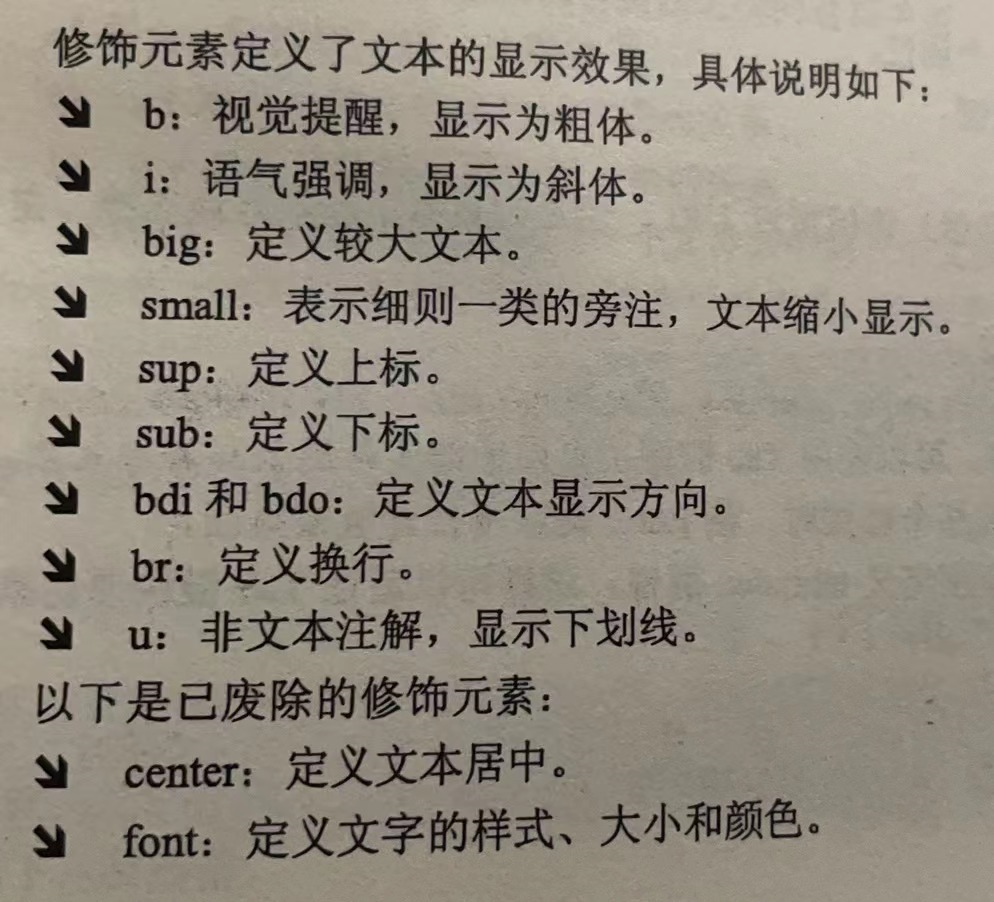 修饰元素定义了文本的显示效果，具体说明如下：
➘ b：视觉提醒，显示为粗体。
➘ i：语气强调，显示为斜体。
➘ big：定义较大文本。
➘ small：表示细则一类的旁注，文本缩小显示。
➘ sup：定义上标。
➘ sub：定义下标。
➘ bdi 和 bdo：定义文本显示方向。
➘ br：定义换行。
➘ u：非文本注解，显示下划线。
以下是已废除的修饰元素：
➘ center：定义文本居中。
➘ font：定义文字的样式、大小和颜色。